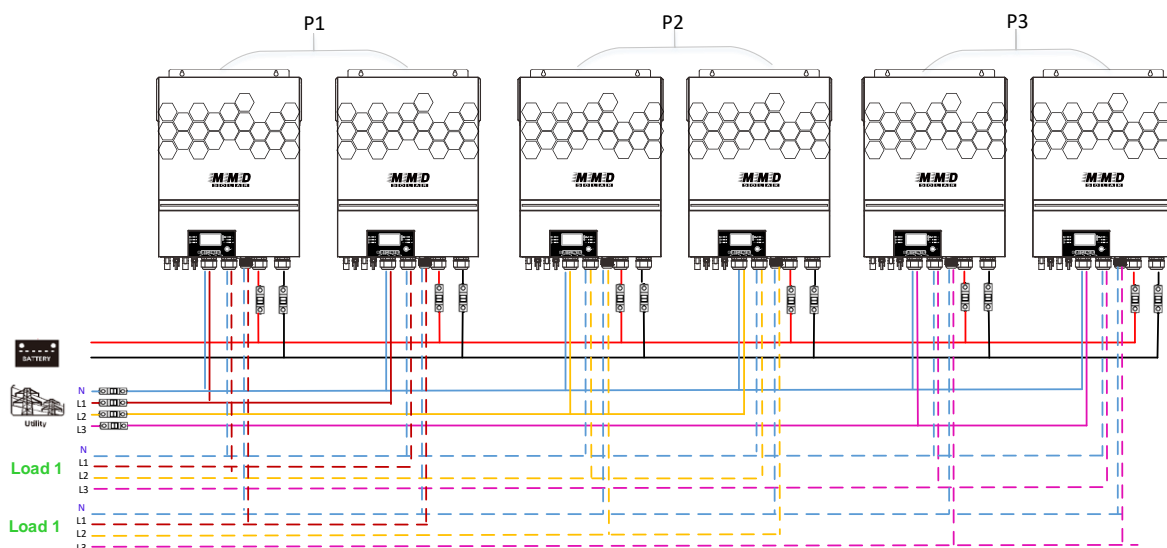 P1 P2 P3
MMD MMD MMD MMD MMD MMD
SOLAR SOLAR SOLAR SOLAR SOLAR SOLAR
BATTERY
N
L1
L2
Utility
L3
N
Load 1
L1
L2
L3
N
Load 1
L1
L2
L3